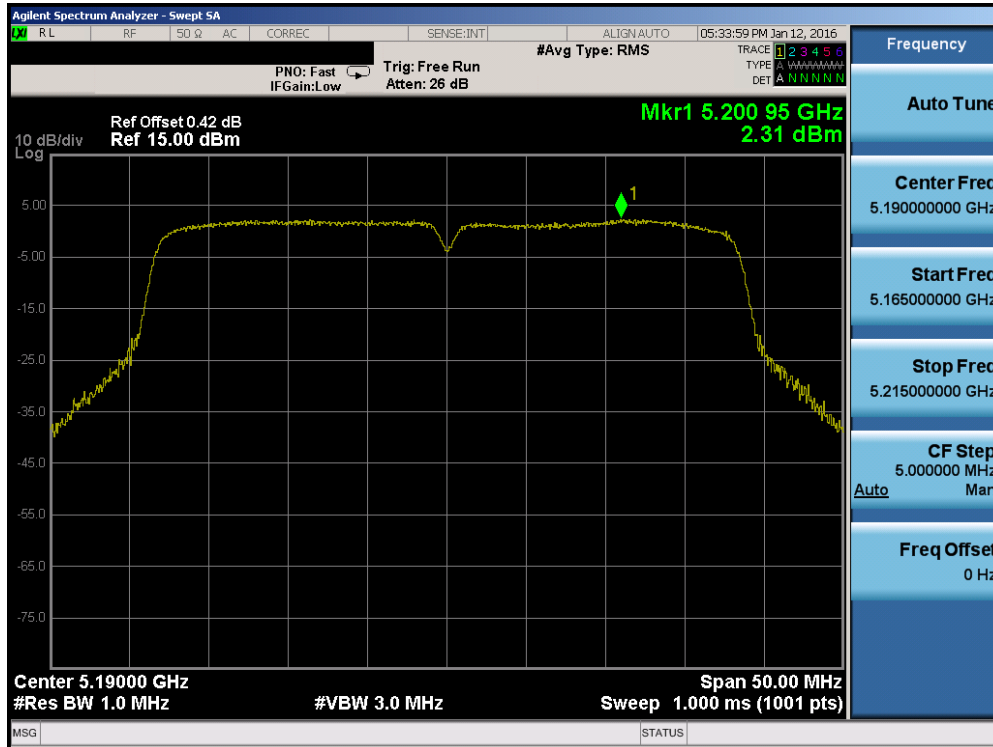 Agilent Spectrum Analyzer - Swept SA
LXI RL RF 50 Ω AC CORREC SENSE:INT ALIGN AUTO 05:33:59 PM Jan 12, 2016
#Avg Type: RMS TRACE 1 2 3 4 5 6
PNO: Fast Trig: Free Run TYPE A WWWWW
IFGain:Low Atten: 26 dB DET A N N N N N
Mkr1 5.200 95 GHz
Ref Offset 0.42 dB 2.31 dBm
10 dB/div Ref 15.00 dBm
Log
1
5.00
-5.00
-15.0
-25.0
-35.0
-45.0
-55.0
-65.0
-75.0
Center 5.19000 GHz Span 50.00 MHz
#Res BW 1.0 MHz #VBW 3.0 MHz Sweep 1.000 ms (1001 pts)
MSG STATUS
Frequency
Auto Tune
Center Freq
5.190000000 GHz
Start Freq
5.165000000 GHz
Stop Freq
5.215000000 GHz
CF Step
5.000000 MHz
Auto Man
Freq Offset
0 Hz